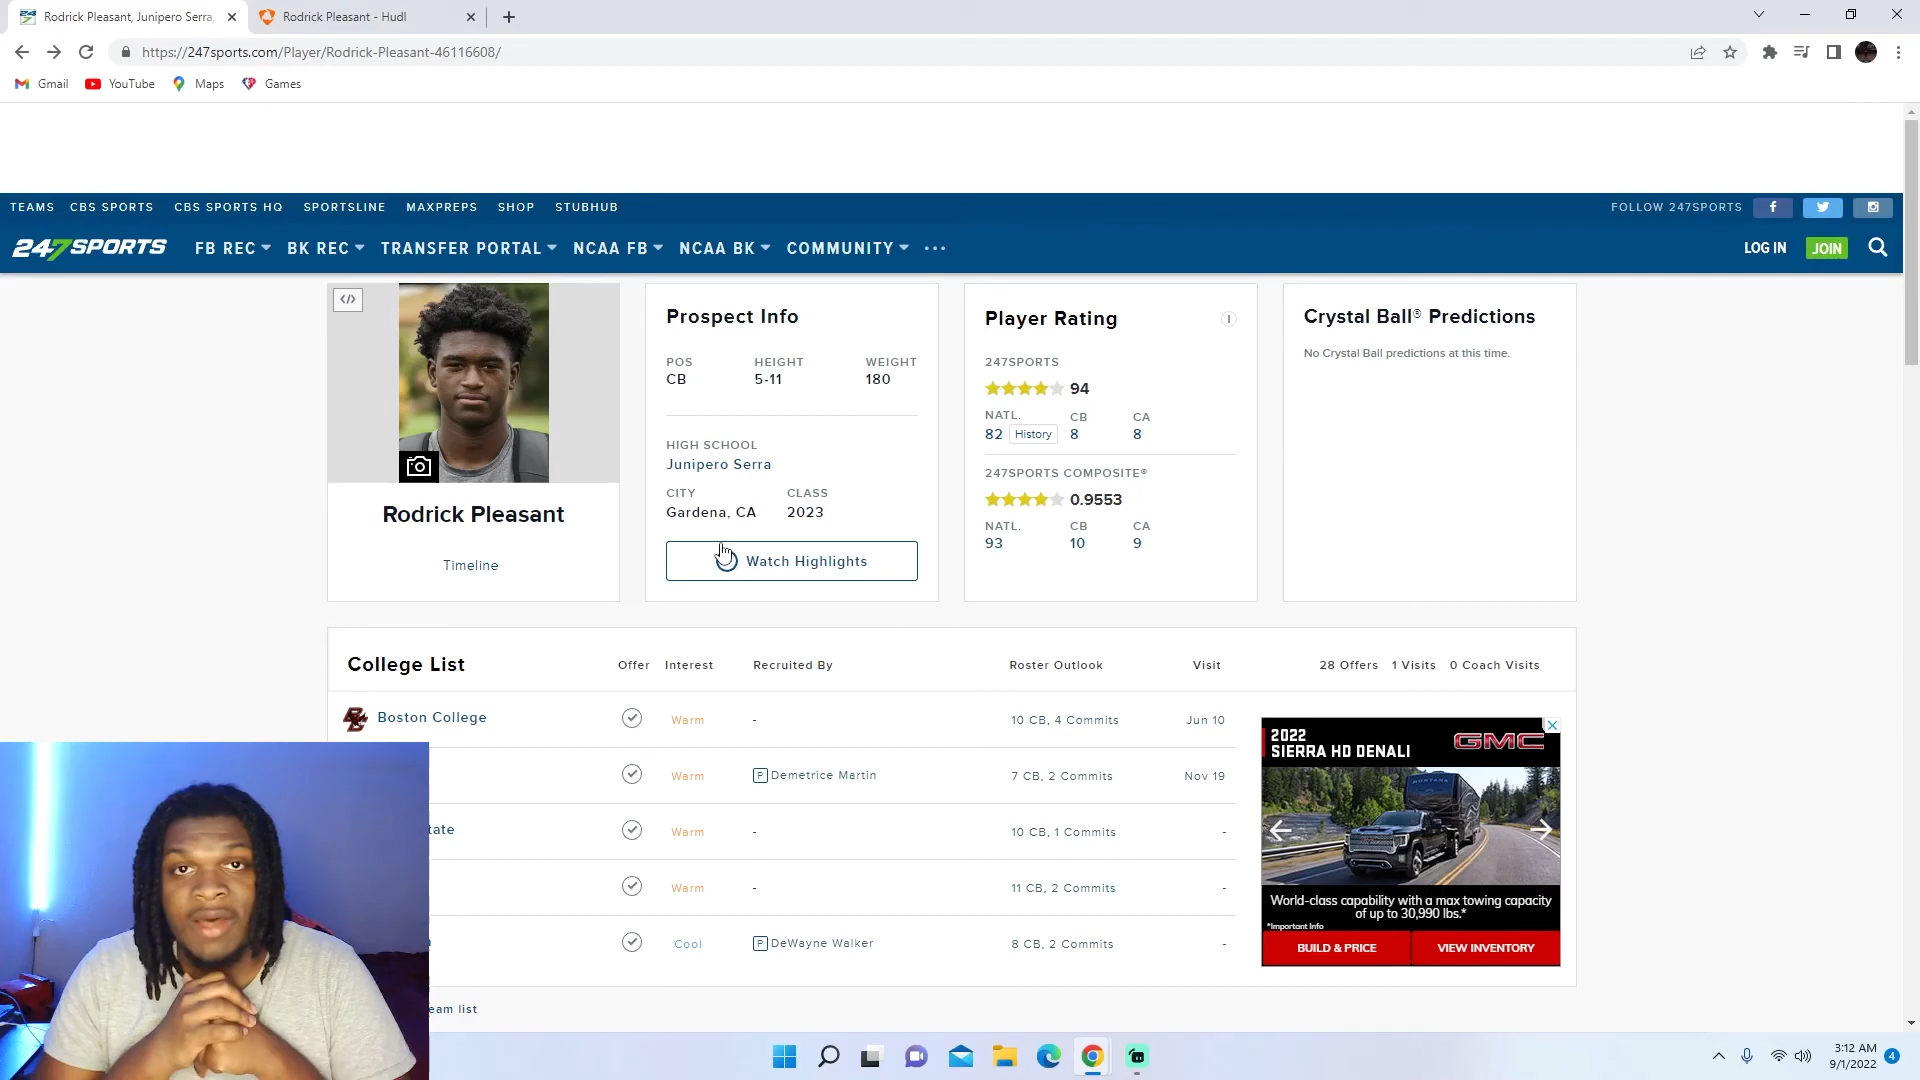 Rodrick Pleasant, Junipero Serra,
Rodrick Pleasant - Hudl
https://247sports.com/Player/Rodrick-Pleasant-46116608/
Gmail YouTube Maps Games
TEAMS CBS SPORTS CBS SPORTS HQ SPORTSLINE MAXPREPS SHOP STUBHUB FOLLOW 247SPORTS
247SPORTS FB REC BK REC TRANSFER PORTAL NCAA FB NCAA BK COMMUNITY ... LOG IN JOIN
</>
Rodrick Pleasant
Timeline
Prospect Info
POS HEIGHT WEIGHT
CB 5-11 180
HIGH SCHOOL
Junipero Serra
CITY CLASS
Gardena, CA 2023
Watch Highlights
Player Rating
247SPORTS
94
NATL. CB CA
82 History 8 8
247SPORTS COMPOSITE®
0.9553
NATL. CB CA
93 10 9
Crystal Ball® Predictions
No Crystal Ball predictions at this time.
College List Offer Interest Recruited By Roster Outlook Visit 28 Offers 1 Visits 0 Coach Visits
Boston College Warm - 10 CB, 4 Commits Jun 10
Warm P Demetrice Martin 7 CB, 2 Commits Nov 19
tate Warm - 10 CB, 1 Commits -
Warm - 11 CB, 2 Commits -
Cool P DeWayne Walker 8 CB, 2 Commits -
eam list
2022
SIERRA HD DENALI GMC
MONTANA
World-class capability with a max towing capacity
of up to 30,990 lbs.*
*Important Info
BUILD & PRICE VIEW INVENTORY
3:12 AM
9/1/2022 4